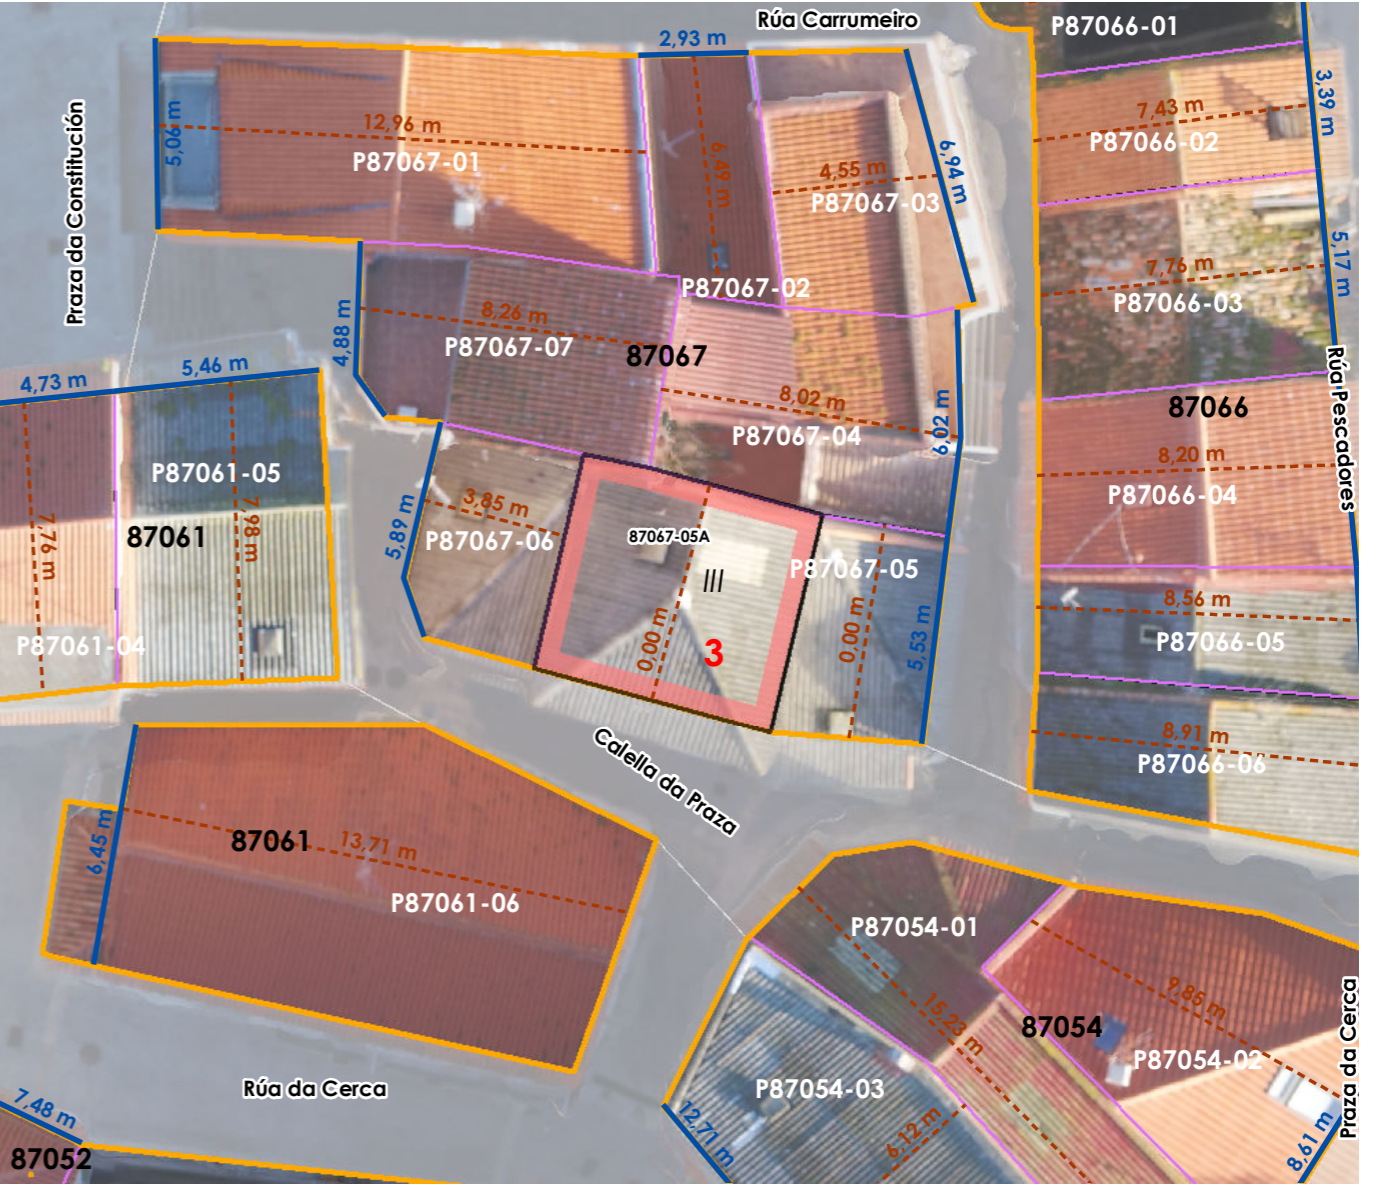 Rúa Carrumeiro
P87066-01
2,93 m
Praza da Constitución
5,06 m
12,96 m
P87067-01
6,49 m
4,55 m
P87067-03
6,94 m
7,43 m
P87066-02
3,39 m
P87067-02
7,76 m
P87066-03
5,17 m
4,88 m
8,26 m
P87067-07
87067
8,02 m
P87067-04
6,02 m
87066
Rúa Pescadores
8,20 m
P87066-04
4,73 m
5,46 m
P87061-05
7,76 m
87061
7,98 m
P87061-04
5,89 m
3,85 m
P87067-06
87067-05A
III
0,00 m
3
P87067-05
0,00 m
5,53 m
8,56 m
P87066-05
8,91 m
P87066-06
Calella da Praza
6,45 m
87061
13,71 m
P87061-06
P87054-01
15,23 m
87054
9,85 m
P87054-02
Praza da Cerca
P87054-03
6,12 m
12,71 m
8,61 m
Rúa da Cerca
7,48 m
87052